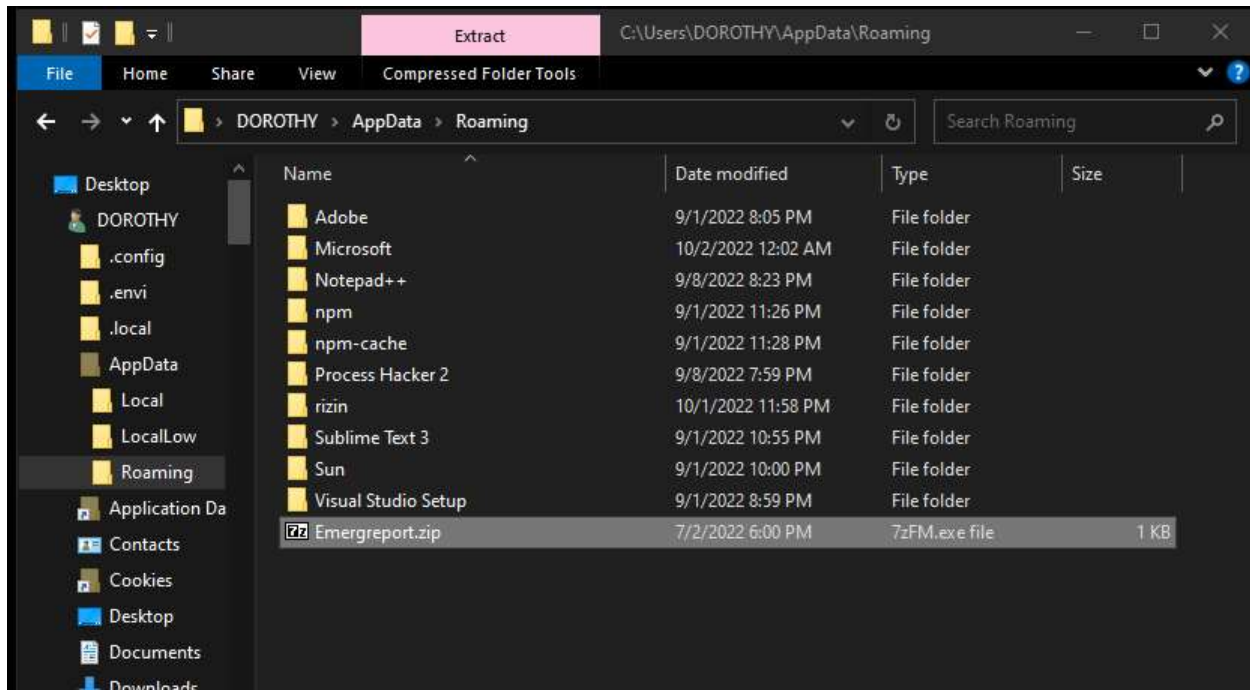 Extract C:\Users\DOROTHY\AppData\Roaming
File Home Share View Compressed Folder Tools
DOROTHY AppData Roaming Search Roaming
Name Date modified Type Size
Desktop
DOROTHY
.config
.envi
.local
AppData
Local
LocalLow
Roaming
Application Da
Contacts
Cookies
Desktop
Documents
Downloads
Adobe 9/1/2022 8:05 PM File folder
Microsoft 10/2/2022 12:02 AM File folder
Notepad++ 9/8/2022 8:23 PM File folder
npm 9/1/2022 11:26 PM File folder
npm-cache 9/1/2022 11:28 PM File folder
Process Hacker 2 9/8/2022 7:59 PM File folder
rizin 10/1/2022 11:58 PM File folder
Sublime Text 3 9/1/2022 10:55 PM File folder
Sun 9/1/2022 10:00 PM File folder
Visual Studio Setup 9/1/2022 8:59 PM File folder
7z Emergreport.zip 7/2/2022 6:00 PM 7zFM.exe file 1 KB